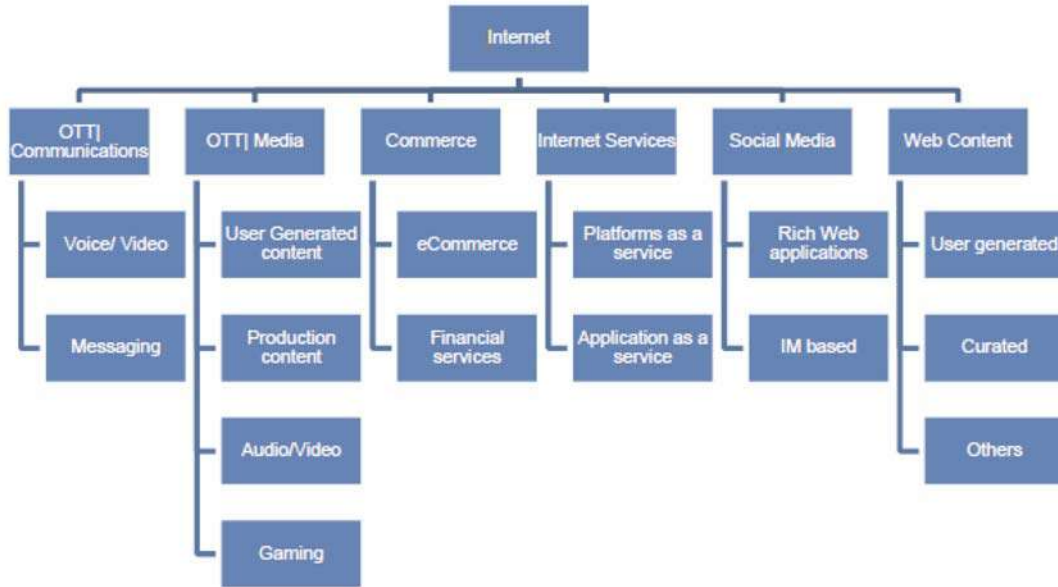 Internet
OTT|
Communications
OTT| Media
Commerce
Internet Services
Social Media
Web Content
Voice/ Video
User Generated
content
eCommerce
Platforms as a
service
Rich Web
applications
User generated
Messaging
Production
content
Financial
services
Application as a
service
IM based
Curated
Audio/Video
Others
Gaming